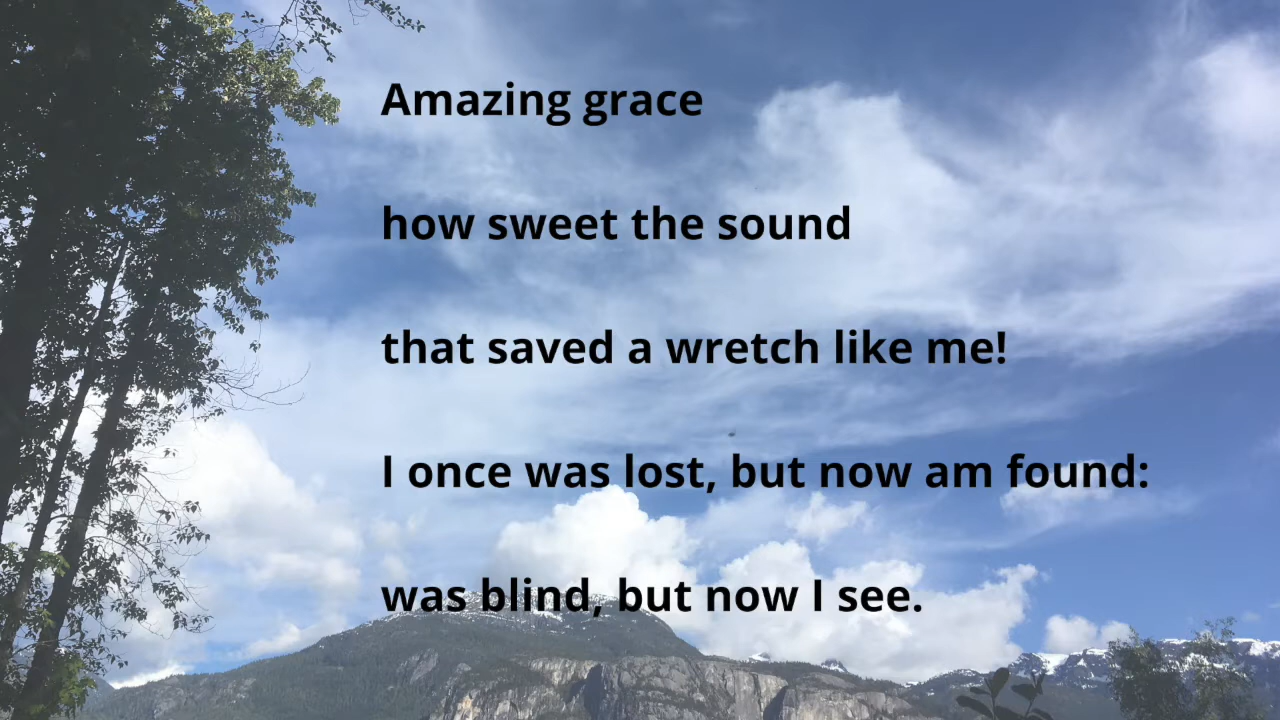 Amazing grace
how sweet the sound
that saved a wretch like me!
I once was lost, but now am found:
was blind, but now I see.